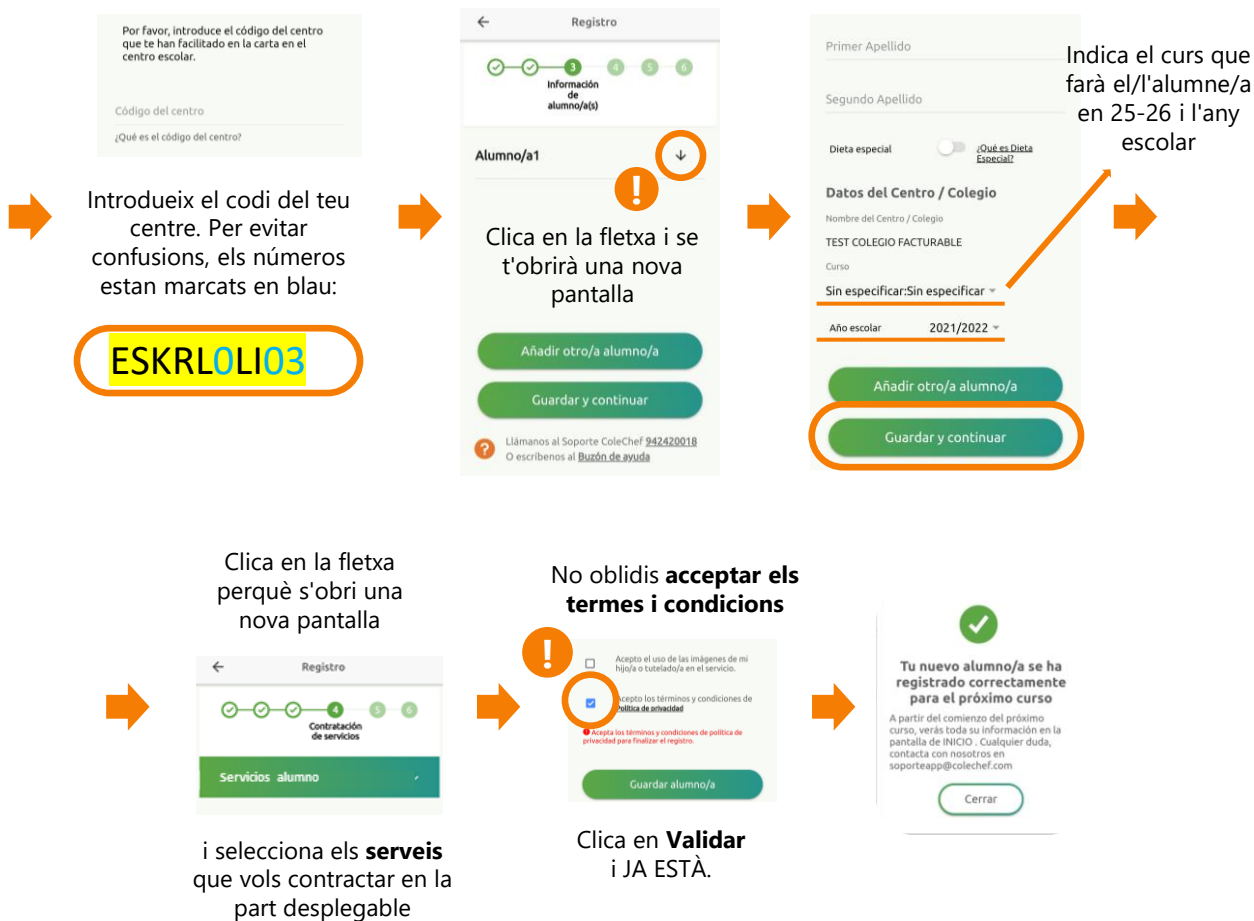 Por favor, introduce el código del centro
que te han facilitado en la carta en el
centro escolar.
Código del centro
¿Qué es el código del centro?
Introdueix el codi del teu
centre. Per evitar
confusions, els números
estan marcats en blau:
ESKRL0LI03
Registro
3
4
5
6
Información
de
alumno/a(s)
Alumno/a1
!
Clica en la fletxa i se
t'obrirà una nova
pantalla
Añadir otro/a alumno/a
Guardar y continuar
?
Llámanos al Soporte ColeChef 942420018
O escríbenos al Buzón de ayuda
Primer Apellido
Segundo Apellido
Dieta especial
¿Qué es Dieta
Especial?
Datos del Centro / Colegio
Nombre del Centro / Colegio
TEST COLEGIO FACTURABLE
Curso
Sin especificar:Sin especificar
Año escolar 2021/2022
Añadir otro/a alumno/a
Guardar y continuar
Indica el curs que
farà el/l'alumne/a
en 25-26 i l'any
escolar
Clica en la fletxa
perquè s'obri una
nova pantalla
Registro
4
5
6
Contratación
de servicios
Servicios alumno
i selecciona els serveis
que vols contractar en la
part desplegable
No oblidis acceptar els
termes i condicions
!
Acepto el uso de las imágenes de mi
hijo/a o tutelado/a en el servicio.
Acepto los términos y condiciones de
Política de privacidad
Acepta los términos y condiciones de política de
privacidad para finalizar el registro.
Guardar alumno/a
Clica en Validar
i JA ESTÀ.
Tu nuevo alumno/a se ha
registrado correctamente
para el próximo curso
A partir del comienzo del próximo
curso, verás toda su información en la
pantalla de INICIO . Cualquier duda,
contacta con nosotros en
soporteapp@colechef.com
Cerrar